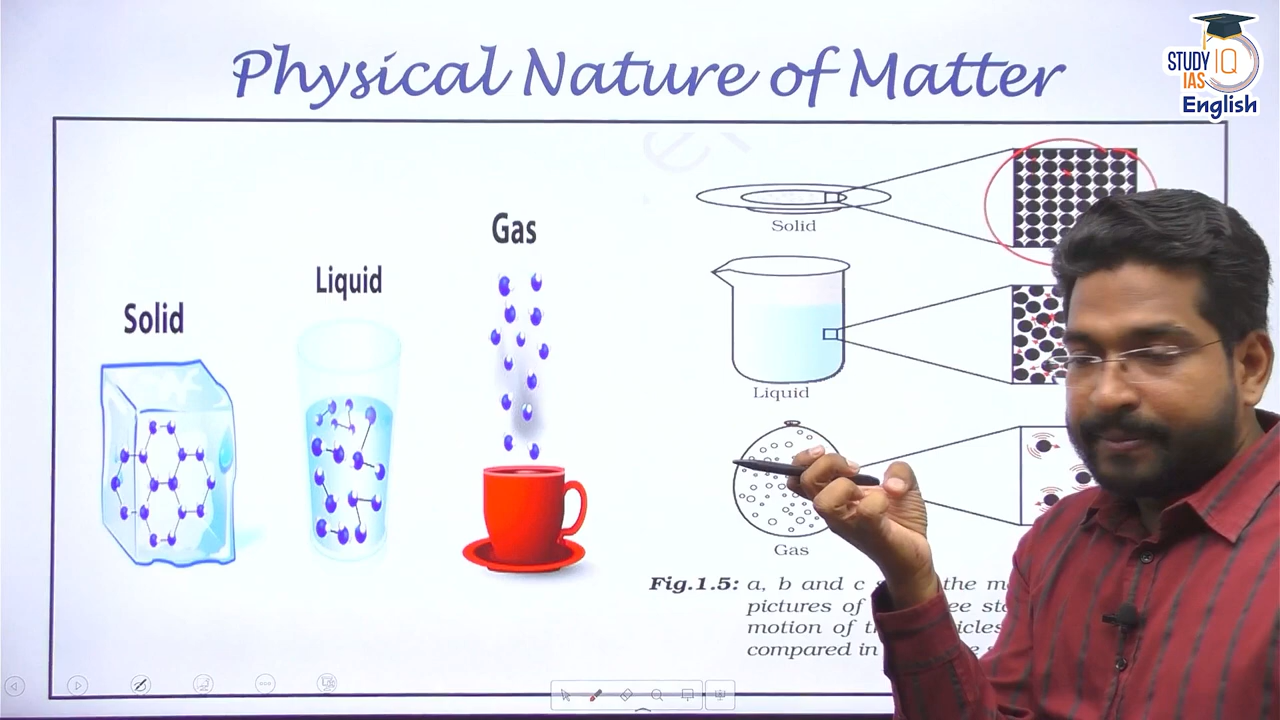 Physical Nature of Matter
STUDY IQ
IAS
English
Solid
Liquid
Gas
Solid
Liquid
Gas
Fig.1.5: a, b and c the
pictures of
motion of
compared in